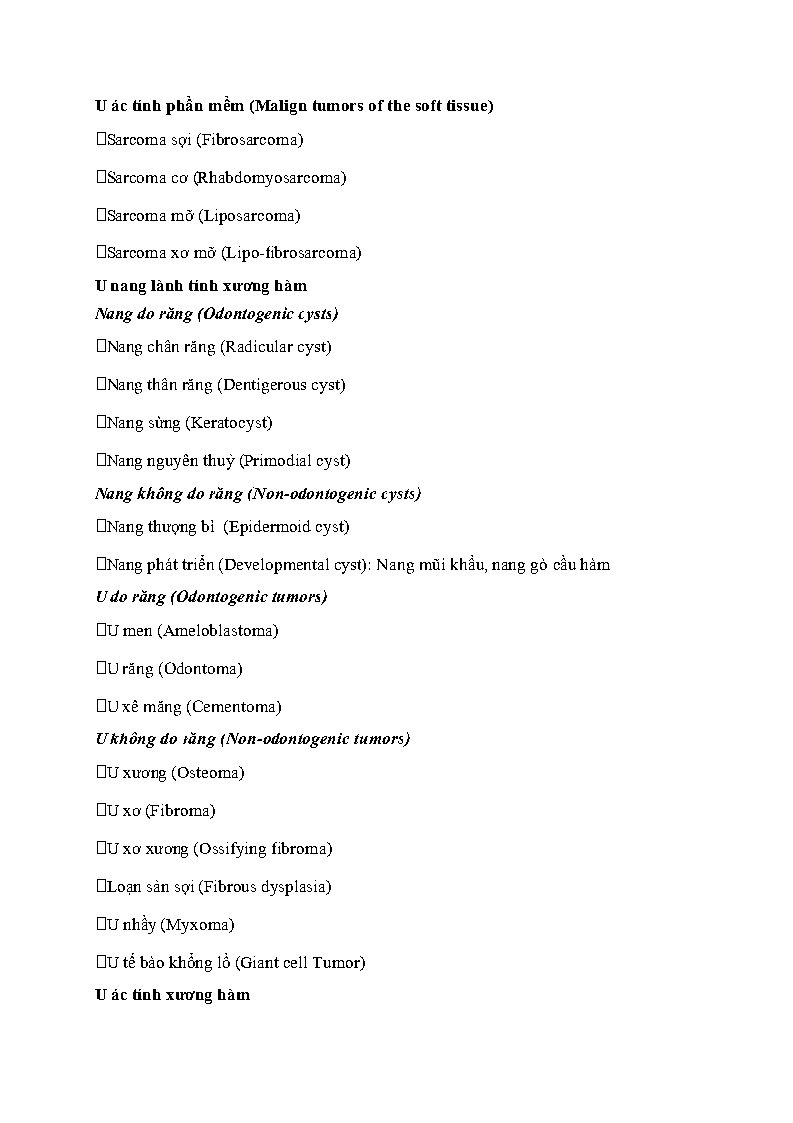 U ác tính phần mềm (Malign tumors of the soft tissue)
Sarcoma sợi (Fibrosarcoma)
Sarcoma cơ (Rhabdomyosarcoma)
Sarcoma mỡ (Liposarcoma)
Sarcoma xơ mỡ (Lipo-fibrosarcoma)
U nang lành tính xương hàm
Nang do răng (Odontogenic cysts)
Nang chân răng (Radicular cyst)
Nang thân răng (Dentigerous cyst)
Nang sừng (Keratocyst)
Nang nguyên thuỷ (Primodial cyst)
Nang không do răng (Non-odontogenic cysts)
Nang thượng bì (Epidermoid cyst)
Nang phát triển (Developmental cyst): Nang mũi khẩu, nang gò cầu hàm
U do răng (Odontogenic tumors)
U men (Ameloblastoma)
U răng (Odontoma)
U xê măng (Cementoma)
U không do răng (Non-odontogenic tumors)
U xương (Osteoma)
U xơ (Fibroma)
U xơ xương (Ossifying fibroma)
Loạn sản sợi (Fibrous dysplasia)
U nhầy (Myxoma)
U tế bào khổng lồ (Giant cell Tumor)
U ác tính xương hàm